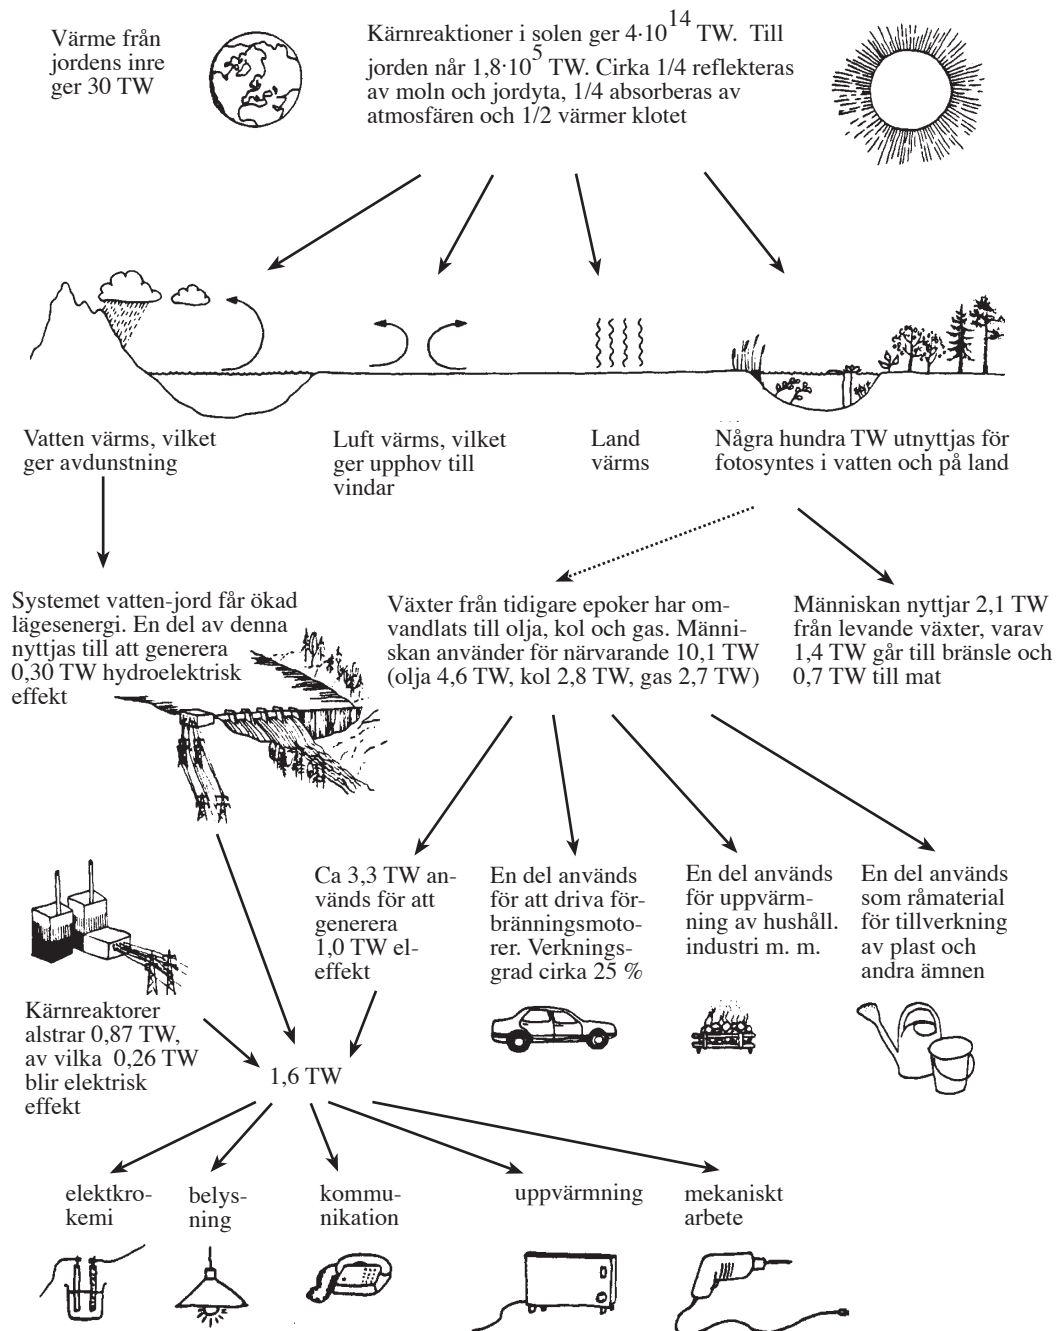 Värme från
jordens inre
ger 30 TW
Kärnreaktioner i solen ger 4·10^14 TW. Till
jorden når 1,8·10^5 TW. Cirka 1/4 reflekteras
av moln och jordyta, 1/4 absorberas av
atmosfären och 1/2 värmer klotet
Vatten värms, vilket
ger avdunstning
Luft värms, vilket
ger upphov till
vindar
Land
värms
Några hundra TW utnyttjas för
fotosyntes i vatten och på land
Systemet vatten-jord får ökad
lägesenergi. En del av denna
nyttjas till att generera
0,30 TW hydroelektrisk
effekt
Växter från tidigare epoker har om-
vandlats till olja, kol och gas. Männi-
skan använder för närvarande 10,1 TW
(olja 4,6 TW, kol 2,8 TW, gas 2,7 TW)
Människan nyttjar 2,1 TW
från levande växter, varav
1,4 TW går till bränsle och
0,7 TW till mat
Ca 3,3 TW an-
vänds för att
generera
1,0 TW el-
effekt
En del används
för att driva för-
bränningsmoto-
rer. Verknings-
grad cirka 25 %
En del används
för uppvärm-
ning av hushåll.
industri m. m.
En del används
som råmaterial
för tillverkning
av plast och
andra ämnen
Kärnreaktorer
alstrar 0,87 TW,
av vilka 0,26 TW
blir elektrisk
effekt
1,6 TW
elektkro-
kemi
belys-
ning
kommu-
nikation
uppvärmning
mekaniskt
arbete